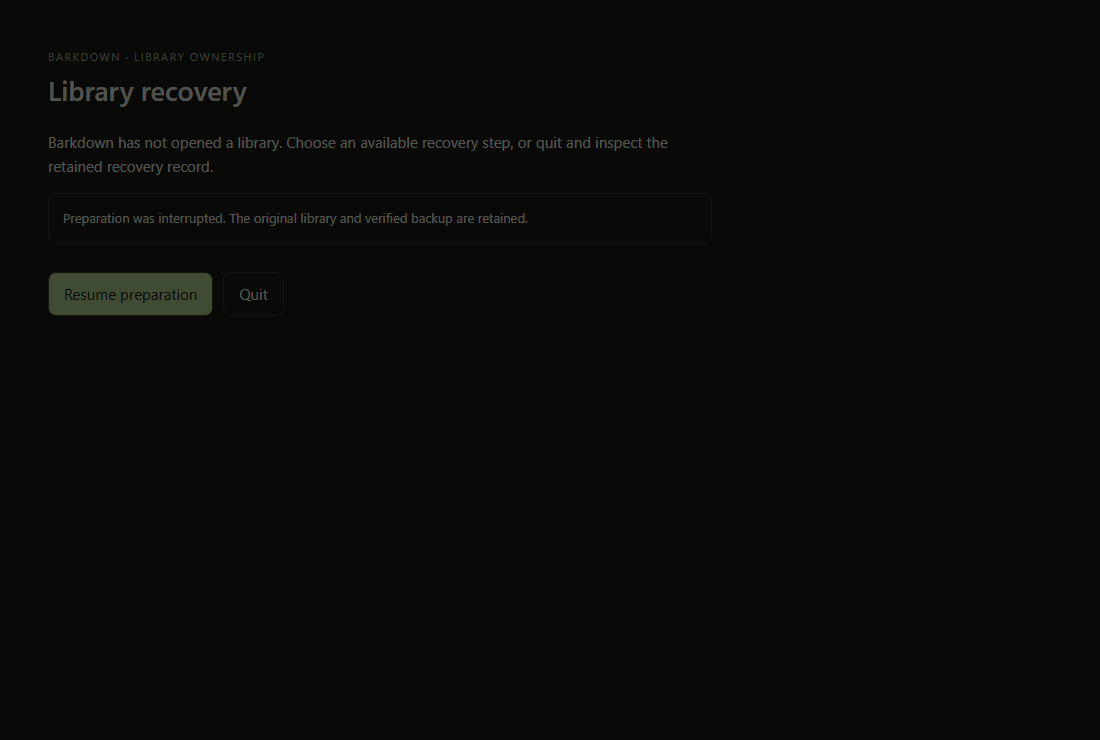 BARKDOWN · LIBRARY OWNERSHIP
Library recovery
Barkdown has not opened a library. Choose an available recovery step, or quit and inspect the
retained recovery record.
Preparation was interrupted. The original library and verified backup are retained.
Resume preparation
Quit